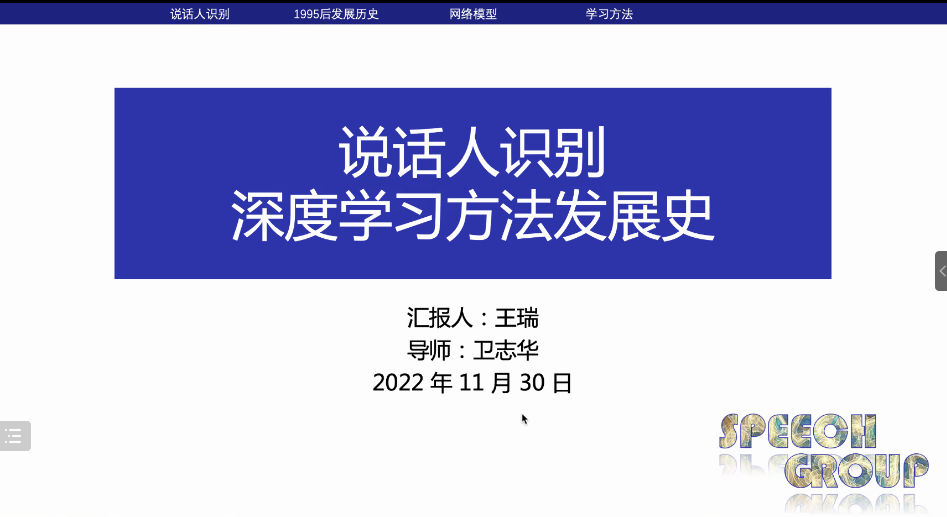 说话人识别 1995后发展历史 网络模型 学习方法
说话人识别
深度学习方法发展史
汇报人：王瑞
导师：卫志华
2022 年 11 月 30 日
SPEECH
GROUP